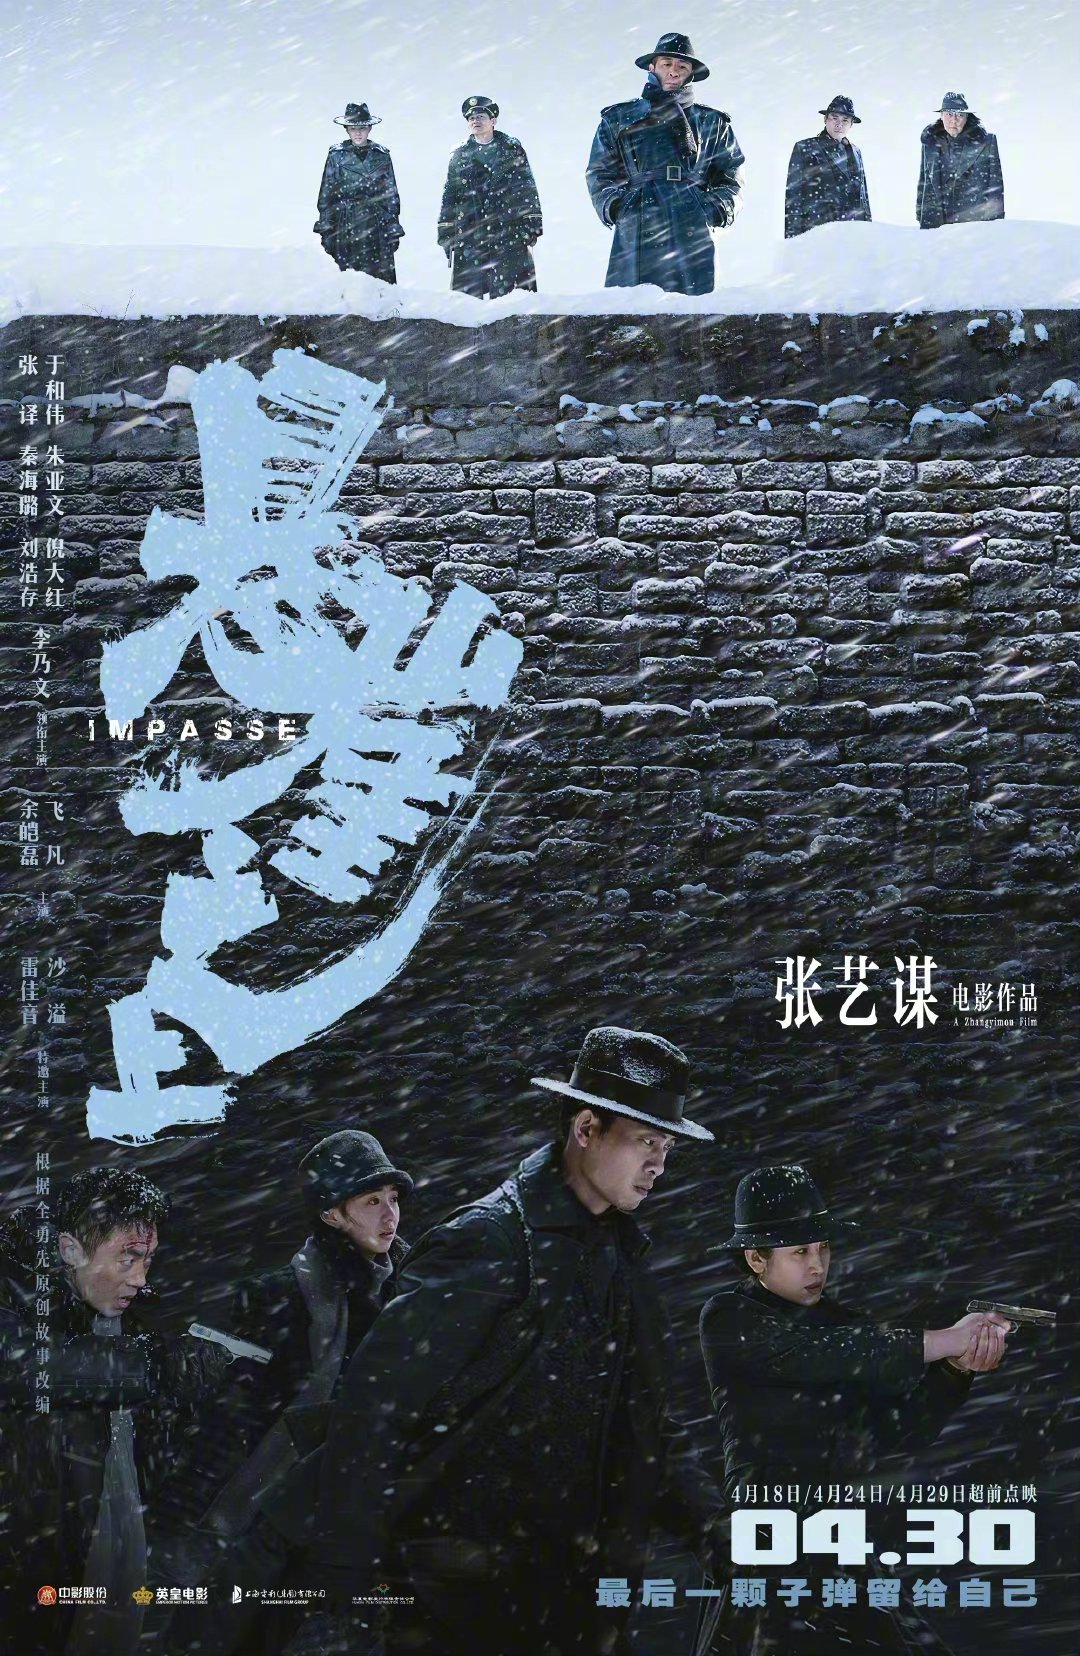 张译 于和伟
秦海璐 朱亚文
刘浩存 倪大红
李乃文
领衔主演
余皑磊 飞凡
主演
雷佳音 沙溢
特邀主演
根据全勇先原创故事改编
悬崖之上
IMPASSE
张艺谋 电影作品
A Zhangyimou Film
4月18日/4月24日/4月29日超前点映
04.30
最后一颗子弹留给自己
中影股份
CHINA FILM CO.,LTD.
英皇电影
EMPEROR MOTION PICTURES
上海电影(集团)有限公司
SHANGHAI FILM GROUP